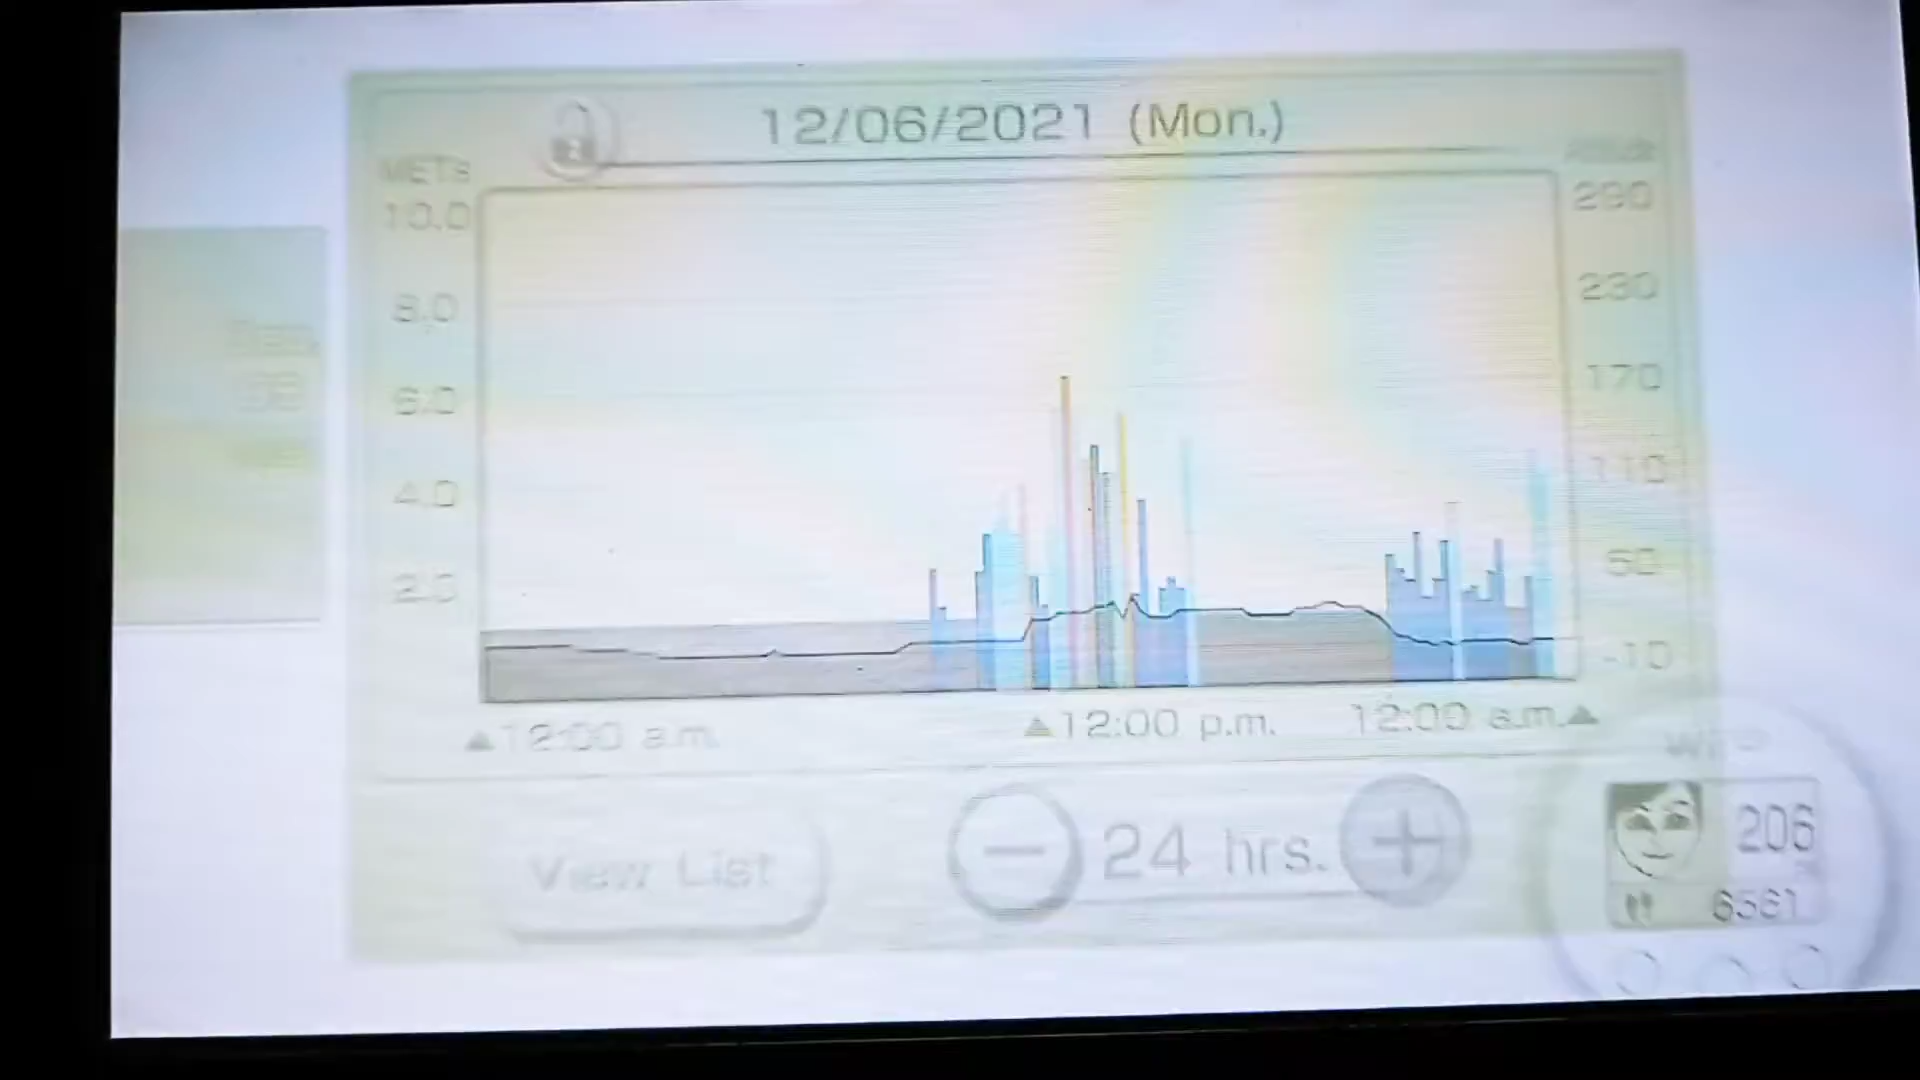 12/06/2021 (Mon.)
METs
10.0
290
8.0
230
6.0
170
4.0
110
2.0
50
-10
▲12:00 a.m.
▲12:00 p.m.
12:00 a.m.▲
View List
24 hrs.
206
6561